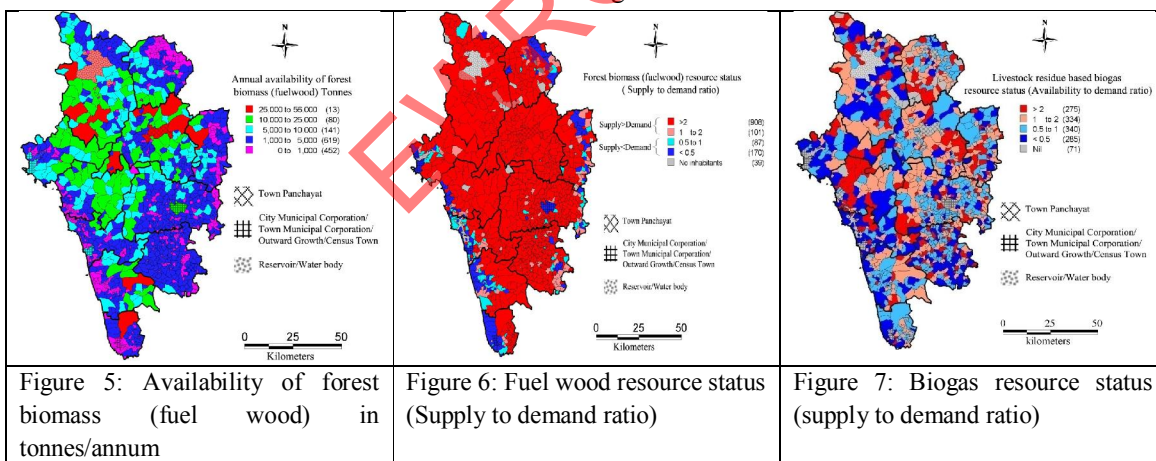 N
Annual availability of forest
biomass (fuelwood) Tonnes
25,000 to 55,000 (13)
10,000 to 25,000 (80)
5,000 to 10,000 (141)
1,000 to 5,000 (619)
0 to 1,000 (452)
Town Panchayat
City Municipal Corporation/
Town Municipal Corporation/
Outward Growth/Census Town
Reservoir/Water body
0 25 50
Kilometers
N
Forest biomass (fuelwood) resource status
( Supply to demand ratio)
Supply>Demand
Supply<Demand
>2 (908)
1 to 2 (101)
0.5 to 1 (87)
< 0.5 (170)
No inhabitants (39)
Town Panchayat
City Municipal Corporation/
Town Municipal Corporation/
Outward Growth/Census Town
Reservoir/Water body
0 25 50
Kilometers
N
Livestock residue based biogas
resource status (Availability to demand ratio)
> 2 (275)
1 to 2 (334)
0.5 to 1 (340)
< 0.5 (285)
Nil (71)
Town Panchayat
City Municipal Corporation/
Town Municipal Corporation/
Outward Growth/Census Town
Reservoir/Water body
0 25 50
Kilometers
Figure 5: Availability of forest
biomass (fuel wood) in
tonnes/annum
Figure 6: Fuel wood resource status
(Supply to demand ratio)
Figure 7: Biogas resource status
(supply to demand ratio)